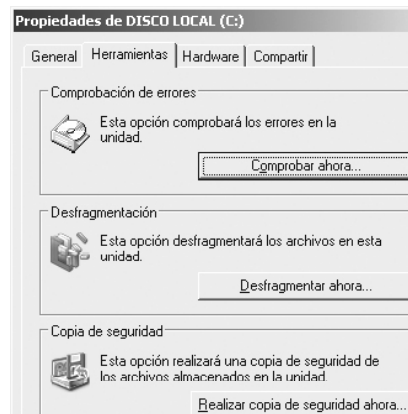 Propiedades de DISCO LOCAL (C:)
General Herramientas Hardware Compartir
Comprobación de errores
Esta opción comprobará los errores en la
unidad.
Comprobar ahora...
Desfragmentación
Esta opción desfragmentará los archivos en esta
unidad.
Desfragmentar ahora...
Copia de seguridad
Esta opción realizará una copia de seguridad de
los archivos almacenados en la unidad.
Realizar copia de seguridad ahora...